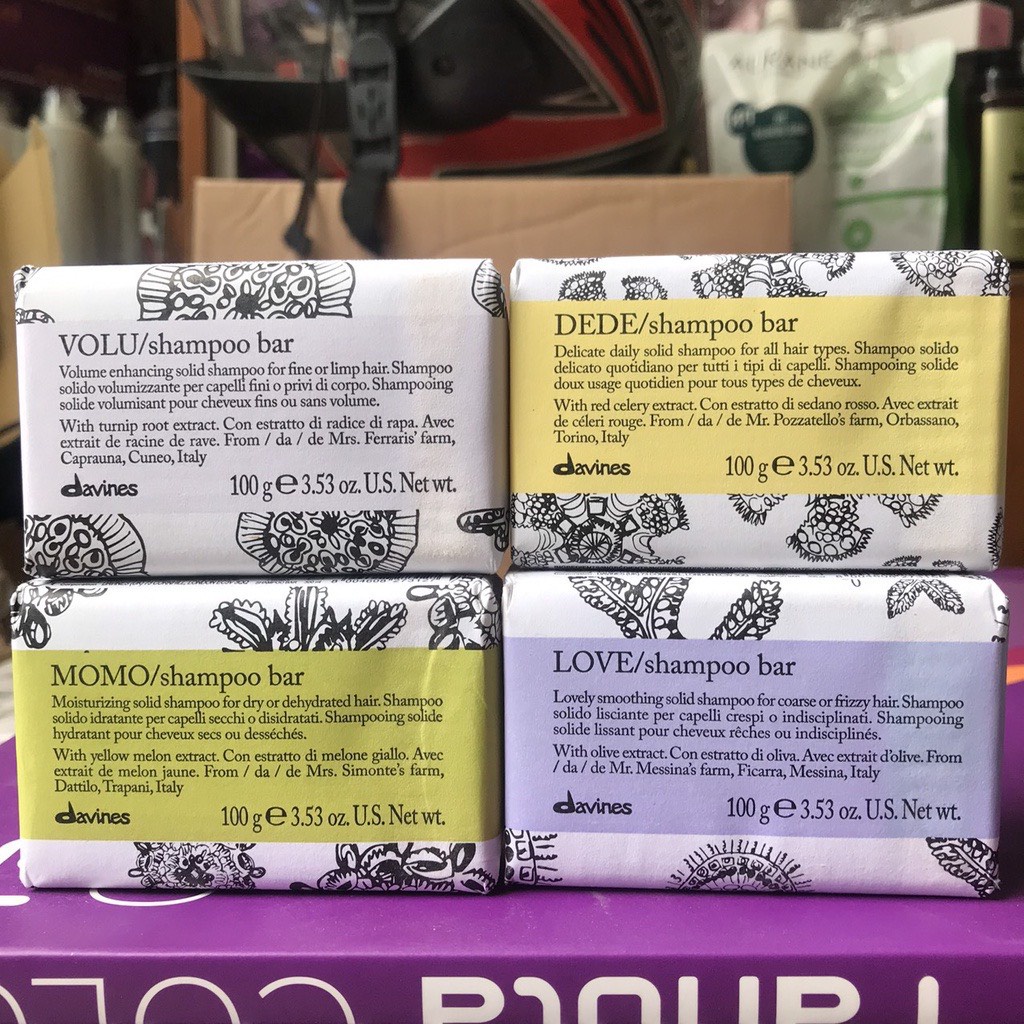 VOLU/shampoo bar
Volume enhancing solid shampoo for fine or limp hair. Shampoo
solido volumizzante per capelli fini o privi di corpo. Shampooing
solide volumisant pour cheveux fins ou sans volume.
With turnip root extract. Con estratto di radice di rapa. Avec
extrait de racine de rave. From / da / de Mrs. Ferraris' farm,
Caprauna, Cuneo, Italy
davines
100 g e 3.53 oz. U.S. Net wt.
DEDE/shampoo bar
Delicate daily solid shampoo for all hair types. Shampoo solido
delicato quotidiano per tutti i tipi di capelli. Shampooing solide
doux usage quotidien pour tous types de cheveux.
With red celery extract. Con estratto di sedano rosso. Avec extrait
de céleri rouge. From / da / de Mr. Pozzatello's farm, Orbassano,
Torino, Italy
davines
100 g e 3.53 oz. U.S. Net wt.
MOMO/shampoo bar
Moisturizing solid shampoo for dry or dehydrated hair. Shampoo
solido idratante per capelli secchi o disidratati. Shampooing solide
hydratant pour cheveux secs ou desséchés.
With yellow melon extract. Con estratto di melone giallo. Avec
extrait de melon jaune. From / da / de Mrs. Simonte's farm,
Dattilo, Trapani, Italy
davines
100 g e 3.53 oz. U.S. Net wt.
LOVE/shampoo bar
Lovely smoothing solid shampoo for coarse or frizzy hair. Shampoo
solido lisciante per capelli crespi o indisciplinati. Shampooing
solide lissant pour cheveux rêches ou indisciplinés.
With olive extract. Con estratto di oliva. Avec extrait d'olive. From
/ da / de Mr. Messina's farm, Ficarra, Messina, Italy
davines
100 g e 3.53 oz. U.S. Net wt.